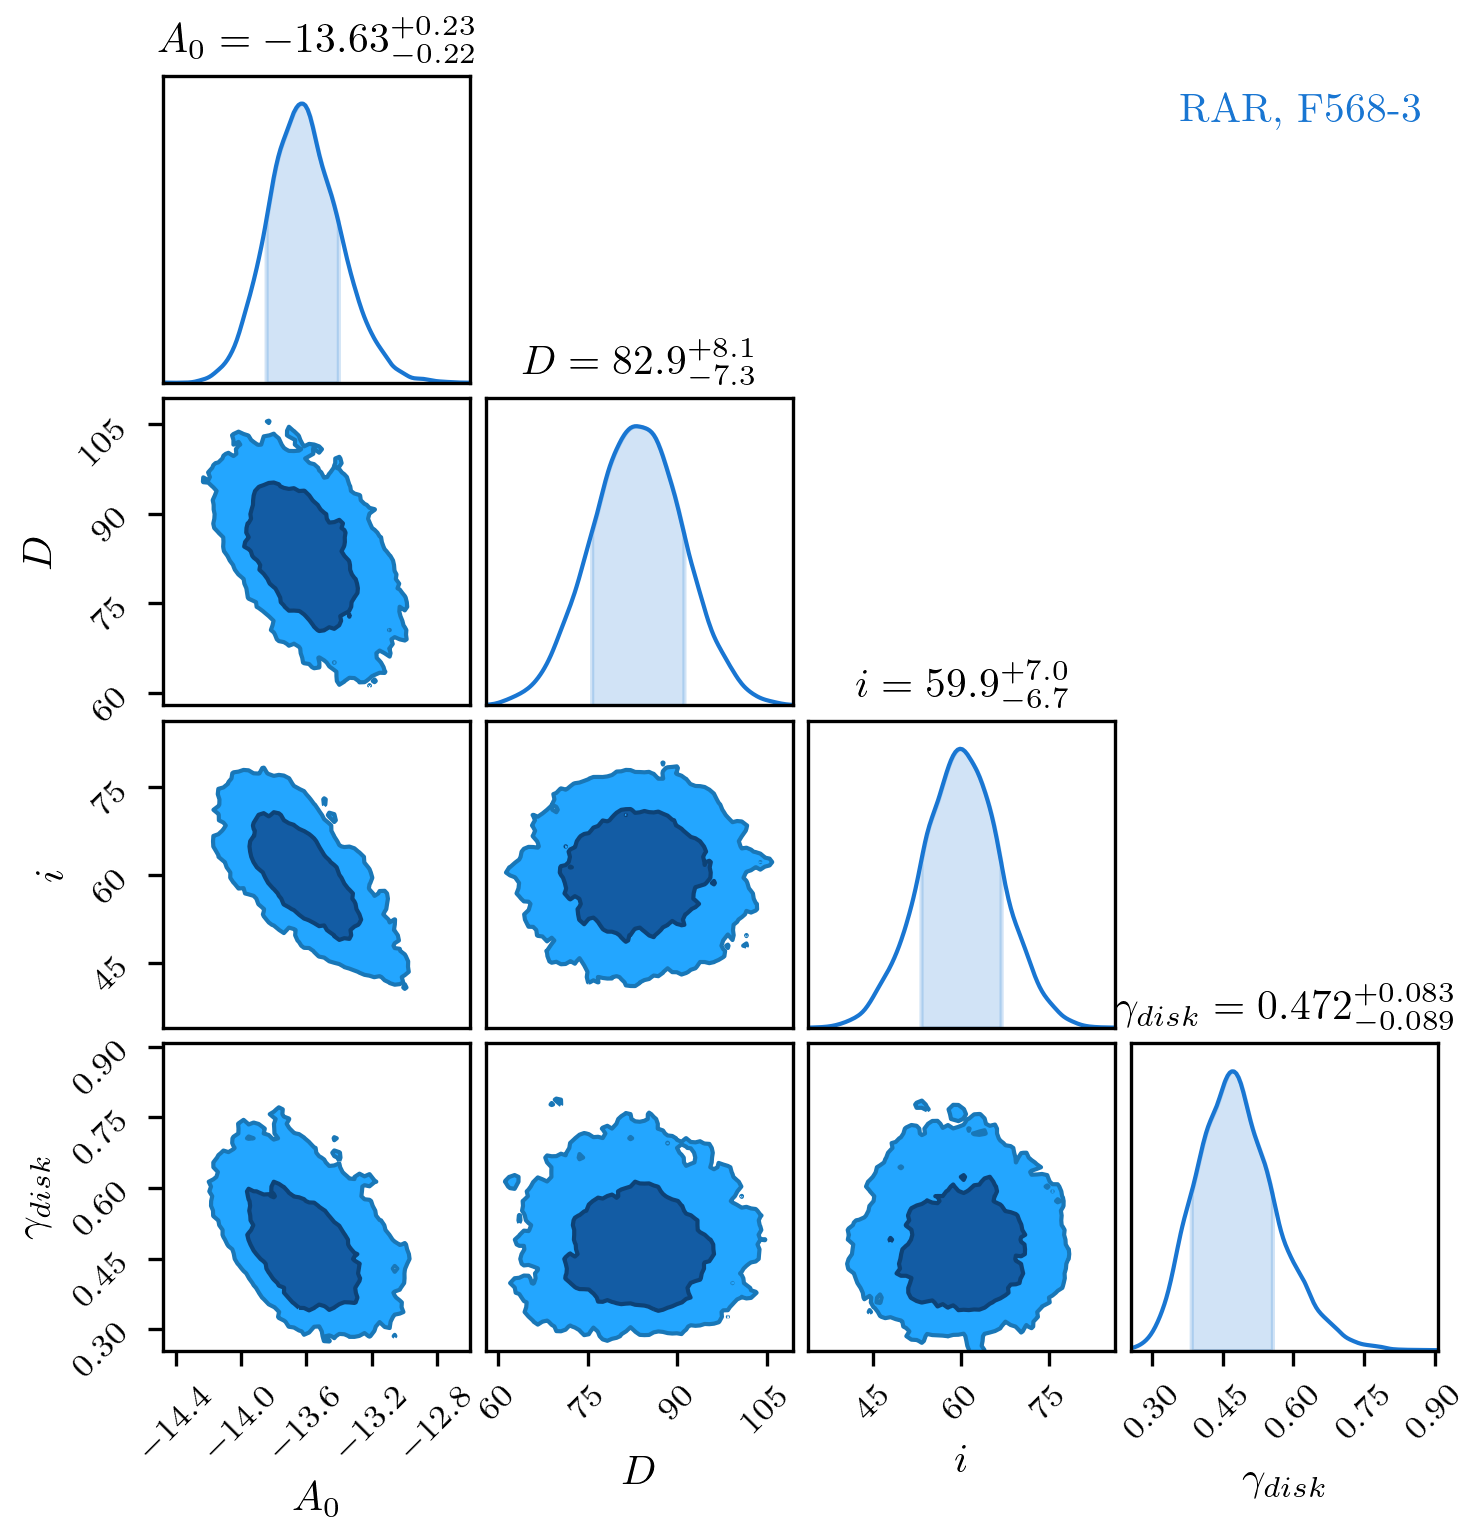 A_0 = −13.63^{+0.23}_{−0.22}
RAR, F568-3
D = 82.9^{+8.1}_{−7.3}
105
90
75
60
D
i = 59.9^{+7.0}_{−6.7}
75
60
45
i
γ_{disk} = 0.472^{+0.083}_{−0.089}
0.90
0.75
0.60
0.45
0.30
γ_{disk}
−14.4 −14.0 −13.6 −13.2 −12.8
60 75 90 105
45 60 75
0.30 0.45 0.60 0.75 0.90
A_0
D
i
γ_{disk}